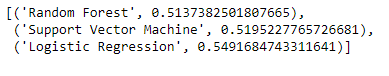 [('Random Forest', 0.5137382501807665),
('Support Vector Machine', 0.5195227765726681),
('Logistic Regression', 0.5491684743311641)]